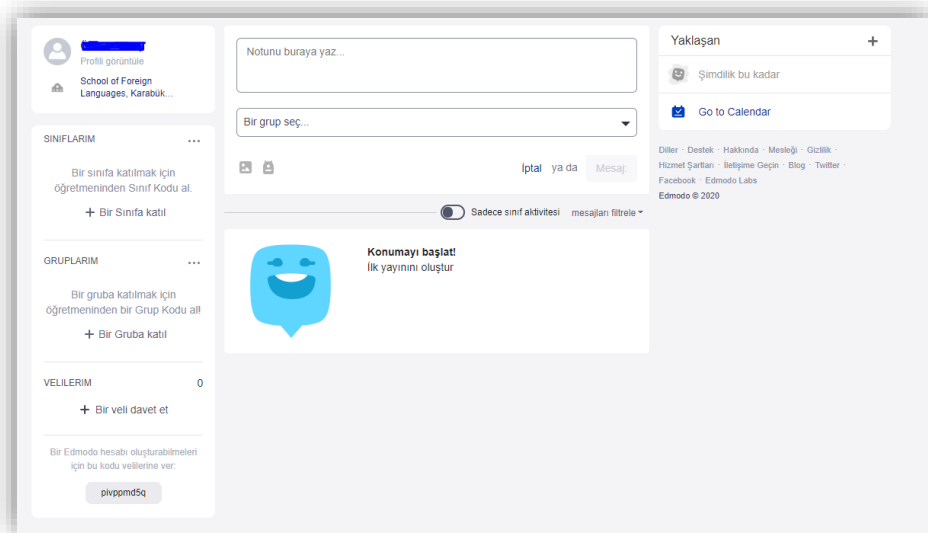 Profili görüntüle
School of Foreign
Languages, Karabük...
SINIFLARIM ...
Bir sınıfa katılmak için
öğretmeninden Sınıf Kodu al.
+ Bir Sınıfa katıl
GRUPLARIM ...
Bir gruba katılmak için
öğretmeninden bir Grup Kodu al!
+ Bir Gruba katıl
VELILERIM 0
+ Bir veli davet et
Bir Edmodo hesabı oluşturabilmeleri
için bu kodu velilerine ver:
pivppmd5q
Notunu buraya yaz...
Bir grup seç...
İptal ya da Mesaj:
Sadece sınıf aktivitesi mesajları filtrele
Konumayı başlat!
İlk yayınını oluştur
Yaklaşan +
Şimdilik bu kadar
Go to Calendar
Diller · Destek · Hakkında · Mesleği · Gizlilik ·
Hizmet Şartları · İletişime Geçin · Blog · Twitter ·
Facebook · Edmodo Labs
Edmodo © 2020